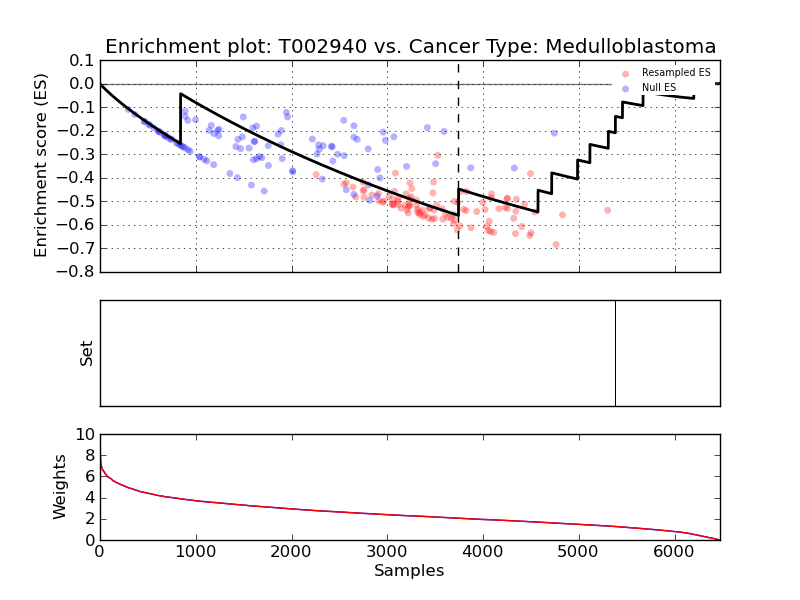 Enrichment plot: T002940 vs. Cancer Type: Medulloblastoma
Enrichment score (ES)
0.1
0.0
−0.1
−0.2
−0.3
−0.4
−0.5
−0.6
−0.7
−0.8
Resampled ES
Null ES
Set
Weights
10
8
6
4
2
0
0 1000 2000 3000 4000 5000 6000
Samples